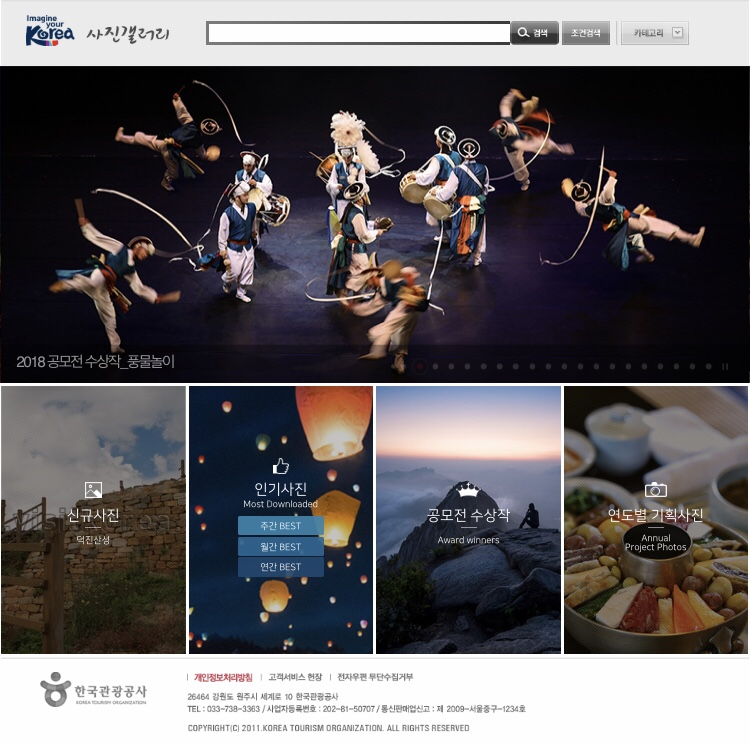 Imagine
your
Korea 사진갤러리
검색 조건검색 카테고리
2018 공모전 수상작_풍물놀이
신규사진
덕진산성
인기사진
Most Downloaded
주간 BEST
월간 BEST
연간 BEST
공모전 수상작
Award winners
연도별 기획사진
Annual
Project Photos
한국관광공사
KOREA TOURISM ORGANIZATION
개인정보처리방침 | 고객서비스 헌장 | 전자우편 무단수집거부
26464 강원도 원주시 세계로 10 한국관광공사
TEL : 033-738-3363 / 사업자등록번호 : 202-81-50707 / 통신판매업신고 : 제 2009-서울중구-1234호
COPYRIGHT(C) 2011.KOREA TOURISM ORGANIZATION. ALL RIGHTS RESERVED